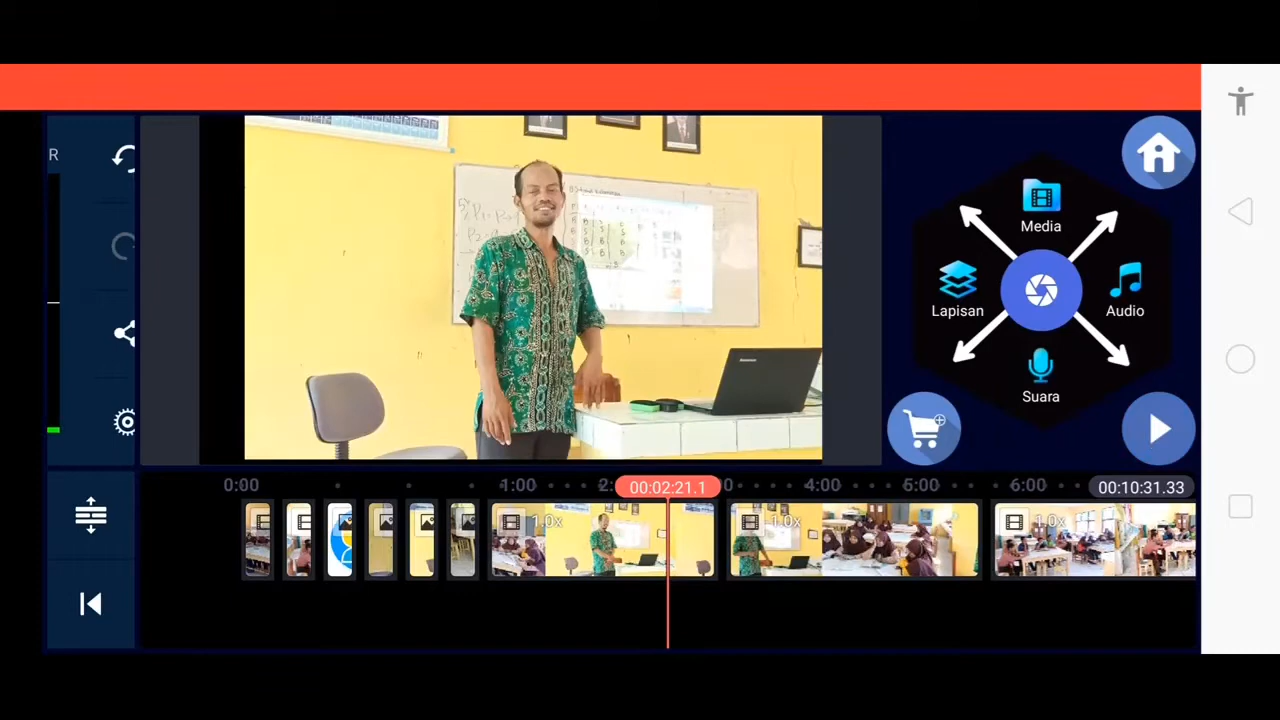 R
Media
Lapisan
Audio
Suara
0:00
1:00
2:
00:02:21.1
0
4:00
5:00
6:00
00:10:31.33
1.0x
1.0x
1.0x